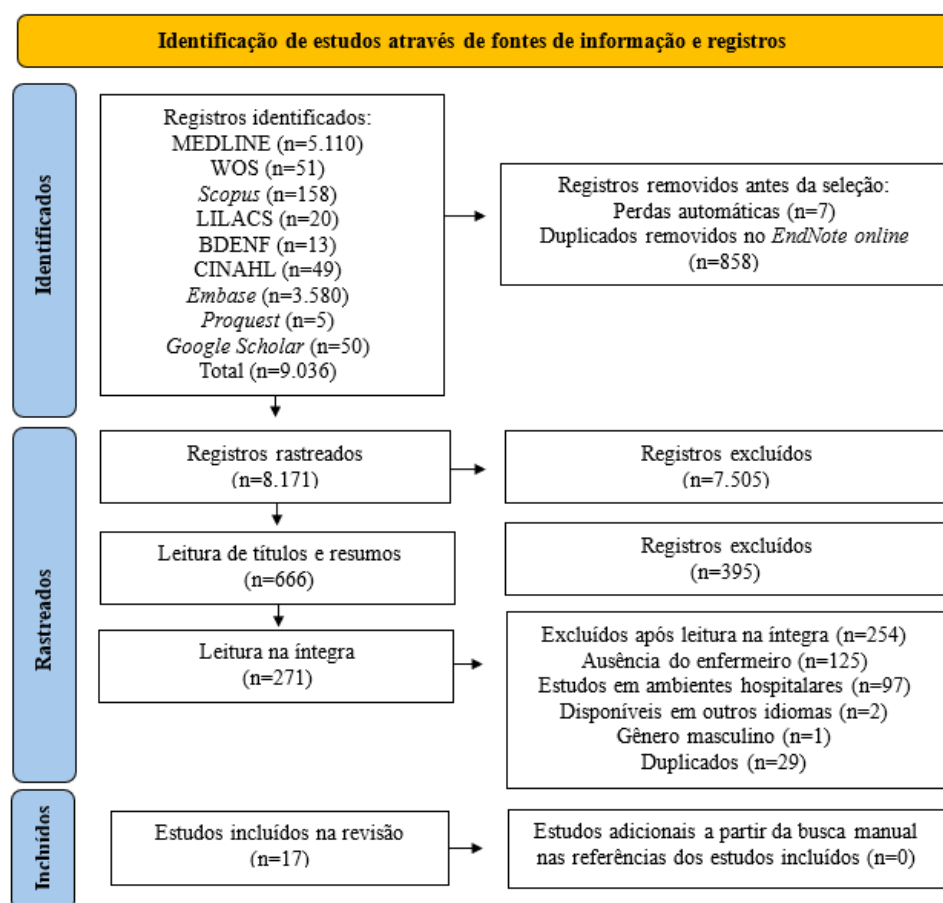 Identificação de estudos através de fontes de informação e registros
Identificados
Registros identificados:
MEDLINE (n=5.110)
WOS (n=51)
Scopus (n=158)
LILACS (n=20)
BDENF (n=13)
CINAHL (n=49)
Embase (n=3.580)
Proquest (n=5)
Google Scholar (n=50)
Total (n=9.036)
Registros removidos antes da seleção:
Perdas automáticas (n=7)
Duplicados removidos no EndNote online
(n=858)
Rastreados
Registros rastreados
(n=8.171)
Registros excluídos
(n=7.505)
Leitura de títulos e resumos
(n=666)
Registros excluídos
(n=395)
Leitura na íntegra
(n=271)
Excluídos após leitura na íntegra (n=254)
Ausência do enfermeiro (n=125)
Estudos em ambientes hospitalares (n=97)
Disponíveis em outros idiomas (n=2)
Gênero masculino (n=1)
Duplicados (n=29)
Incluídos
Estudos incluídos na revisão
(n=17)
Estudos adicionais a partir da busca manual
nas referências dos estudos incluídos (n=0)